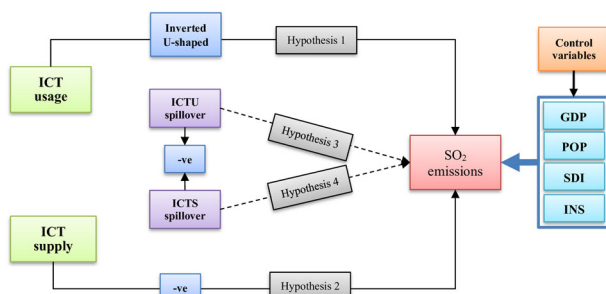 Inverted
U-shaped
Hypothesis 1
Control
variables
ICT
usage
ICTU
spillover
Hypothesis 3
GDP
-ve
SO₂
emissions
POP
Hypothesis 4
SDI
ICTS
spillover
INS
ICT
supply
-ve
Hypothesis 2